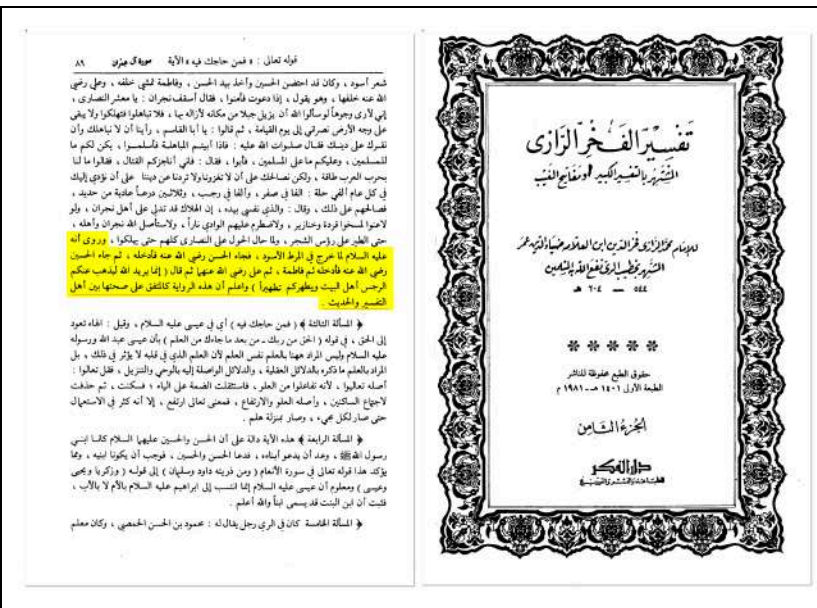 تفسير الفخر الرازي
المشتهر بالتفسير الكبير ومفاتيح الغيب
للإمام محمد الرازي فخر الدين ابن العلامة ضياء الدين عمر
الشتهر بخطيب الري نفع الله به المسلمين
٥٤٤ — ٦٠٤ هـ
حقوق الطبع محفوظة للناشر
الطبعة الأولى ١٤٠١ هـ - ١٩٨١ م
الجزء الثامن
دار الفكر
للطباعة والنشر والتوزيع
قوله تعالى : « فمن حاجك فيه » الآية سورة آل عمران ٨٩
شعر أسود ، وكان قد احتضن الحسين وأخذ بيد الحسن ، وفاطمة تمشي خلفه ، وعلي رضي
الله عنه خلفها ، وهو يقول ، إذا دعوت فأمنوا ، فقال أسقف نجران : يا معشر النصارى ،
إني لأرى وجوهاً لو سألوا الله أن يزيل جبلا من مكانه لأزاله بها ، فلا تباهلوا فتهلكوا ولا يبقى
على وجه الأرض نصراني إلى يوم القيامة ، ثم قالوا : يا أبا القاسم ، رأينا أن لا نباهلك وأن
نقرك على دينك فقال صلوات الله عليه : فاذا أبيتم المباهلة فأسلموا ، يكن لكم ما
للمسلمين ، وعليكم ما على المسلمين ، فأبوا ، فقال : فاني أناجزكم القتال ، فقالوا ما لنا
بحرب العرب طاقة ، ولكن نصالحك على أن لا تغزونا ولا تردنا عن ديننا على أن نؤدي إليك
في كل عام ألفي حلة : ألفا في صفر ، وألفا في رجب ، وثلاثين درعاً عادية من حديد ،
فصالحهم على ذلك ، وقال : والذي نفسي بيده ، إن الهلاك قد تدلى على أهل نجران ، ولو
لاعنوا لمسخوا قردة وخنازير ، ولاضطرم عليهم الوادي ناراً ، ولاستأصل الله نجران وأهله ،
حتى الطير على رؤس الشجر ، ولما حال الحول على النصارى كلهم حتى يهلكوا ، وروى أنه
عليه السلام لما خرج في المرط الأسود ، فجاء الحسن رضي الله عنه فأدخله ، ثم جاء الحسين
رضي الله عنه فأدخله ثم فاطمة ، ثم علي رضي الله عنهما ثم قال ( إنما يريد الله ليذهب عنكم
الرجس أهل البيت ويطهركم تطهيرا ) واعلم أن هذه الرواية كالمتفق على صحتها بين أهل
التفسير والحديث .
﴿ المسألة الثالثة ﴾ ( فمن حاجك فيه ) أي في عيسى عليه السلام ، وقيل : الهاء تعود
إلى الحق ، في قوله ( الحق من ربك ـ من بعد ما جاءك من العلم ) بأن عيسى عبد الله ورسوله
عليه السلام وليس المراد ههنا بالعلم نفس العلم لأن العلم الذي في قلبه لا يؤثر في ذلك ، بل
المراد بالعلم ما ذكره بالدلائل العقلية ، والدلائل الواصلة إليه بالوحي والتنزيل ، فقل تعالوا :
أصله تعاليوا ، لأنه تفاعلوا من العلو ، فاستثقلت الضمة على الياء ، فسكنت ، ثم حذفت
لاجتماع الساكنين ، وأصله العلو والارتفاع ، فمعنى تعالى ارتفع ، إلا أنه كثر في الاستعمال
حتى صار لكل مجيء ، وصار بمنزلة هلم .
﴿ المسألة الرابعة ﴾ هذه الآية دالة على أن الحسن والحسين عليهما السلام كانا ابني
رسول الله ﷺ ، وعد أن يدعو أبناءه ، فدعا الحسن والحسين ، فوجب أن يكونا ابنيه ، ومما
يؤكد هذا قوله تعالى في سورة الأنعام ( ومن ذريته داود وسليمان ) إلى قوله ( وزكريا ويحيى
وعيسى ) ومعلوم أن عيسى عليه السلام إنما انتسب إلى ابراهيم عليه السلام بالأم لا بالأب ،
فثبت أن ابن البنت قد يسمى ابناً والله أعلم .
﴿ المسألة الخامسة كان في الري رجل يقال له : محمود بن الحسن الحمصي ، وكان معلم